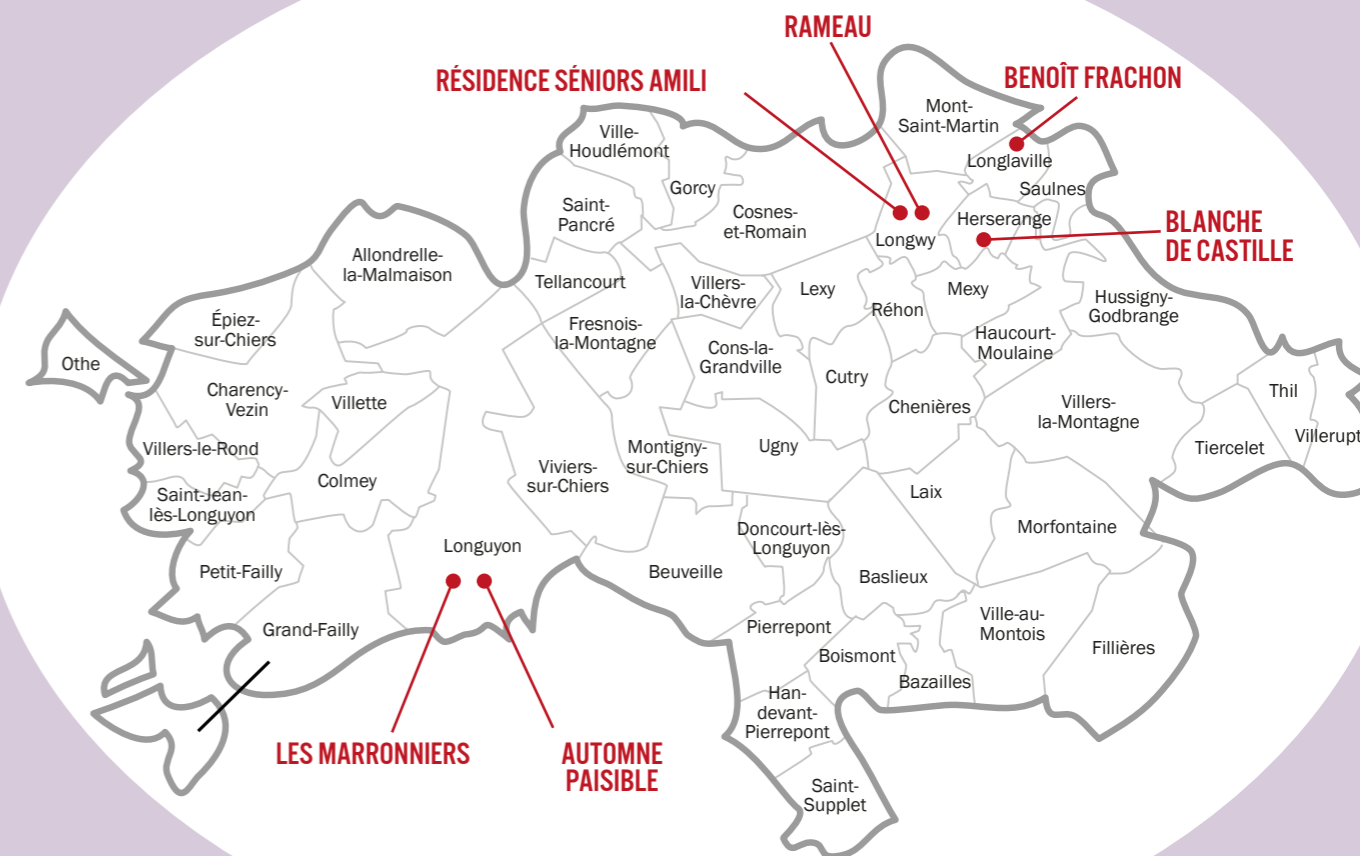 RAMEAU
RÉSIDENCE SÉNIORS AMILI
BENOÎT FRACHON
Mont-
Saint-Martin
Ville-
Houdlémont
Longlaville
Gorcy
Saulnes
Saint-
Pancré
Cosnes-
et-Romain
Herserange
Longwy
BLANCHE
DE CASTILLE
Allondrelle-
la-Malmaison
Tellancourt
Villers-
la-Chèvre
Lexy
Mexy
Réhon
Hussigny-
Godbrange
Épiez-
sur-Chiers
Fresnois-
la-Montagne
Haucourt-
Moulaine
Othe
Cons-la-
Grandville
Cutry
Charency-
Vezin
Villette
Chenières
Villers-
la-Montagne
Thil
Villers-le-Rond
Montigny-
sur-Chiers
Ugny
Tiercelet
Villerupt
Colmey
Viviers-
sur-Chiers
Saint-Jean-
lès-Longuyon
Laix
Morfontaine
Doncourt-lès-
Longuyon
Longuyon
Petit-Failly
Beuveille
Baslieux
Grand-Failly
Pierrepont
Ville-au-
Montois
Boismont
Fillières
Bazailles
Han-
devant-
Pierrepont
LES MARRONNIERS
AUTOMNE
PAISIBLE
Saint-
Supplet